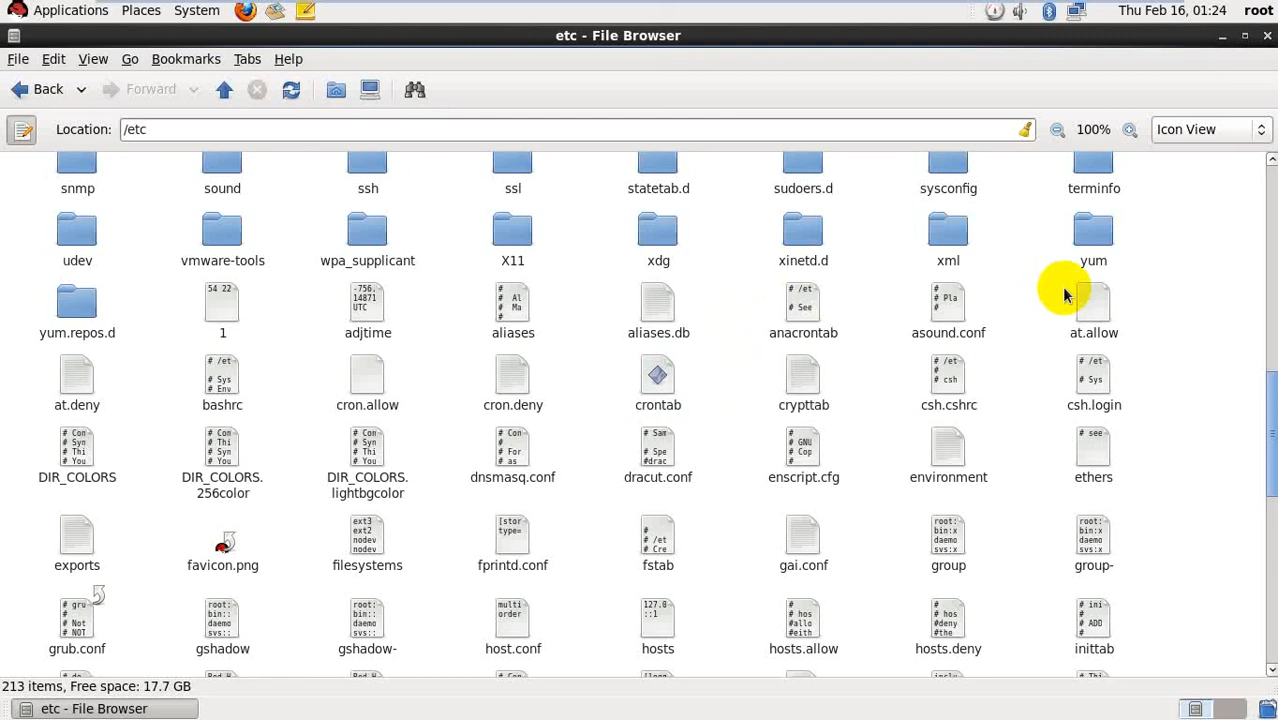 Applications Places System Thu Feb 16, 01:24 root
etc - File Browser
File Edit View Go Bookmarks Tabs Help
Back Forward
Location: /etc 100% Icon View
snmp sound ssh ssl statetab.d sudoers.d sysconfig terminfo
udev vmware-tools wpa_supplicant X11 xdg xinetd.d xml yum
yum.repos.d 1 adjtime aliases aliases.db anacrontab asound.conf at.allow
at.deny bashrc cron.allow cron.deny crontab crypttab csh.cshrc csh.login
DIR_COLORS DIR_COLORS. DIR_COLORS. dnsmasq.conf dracut.conf enscript.cfg environment ethers
256color lightbgcolor
exports favicon.png filesystems fprintd.conf fstab gai.conf group group-
grub.conf gshadow gshadow- host.conf hosts hosts.allow hosts.deny inittab
213 items, Free space: 17.7 GB
etc - File Browser